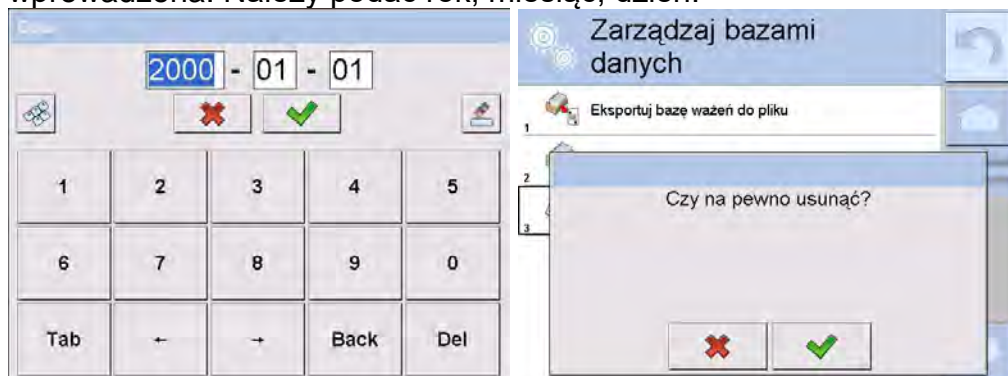 wprowadzona. Należy podać rok, miesiąc, dzień.
2000 - 01 - 01
1 2 3 4 5
6 7 8 9 0
Tab ← → Back Del
Zarządzaj bazami
danych
1 Eksportuj bazę ważeń do pliku
2
3
Czy na pewno usunąć?